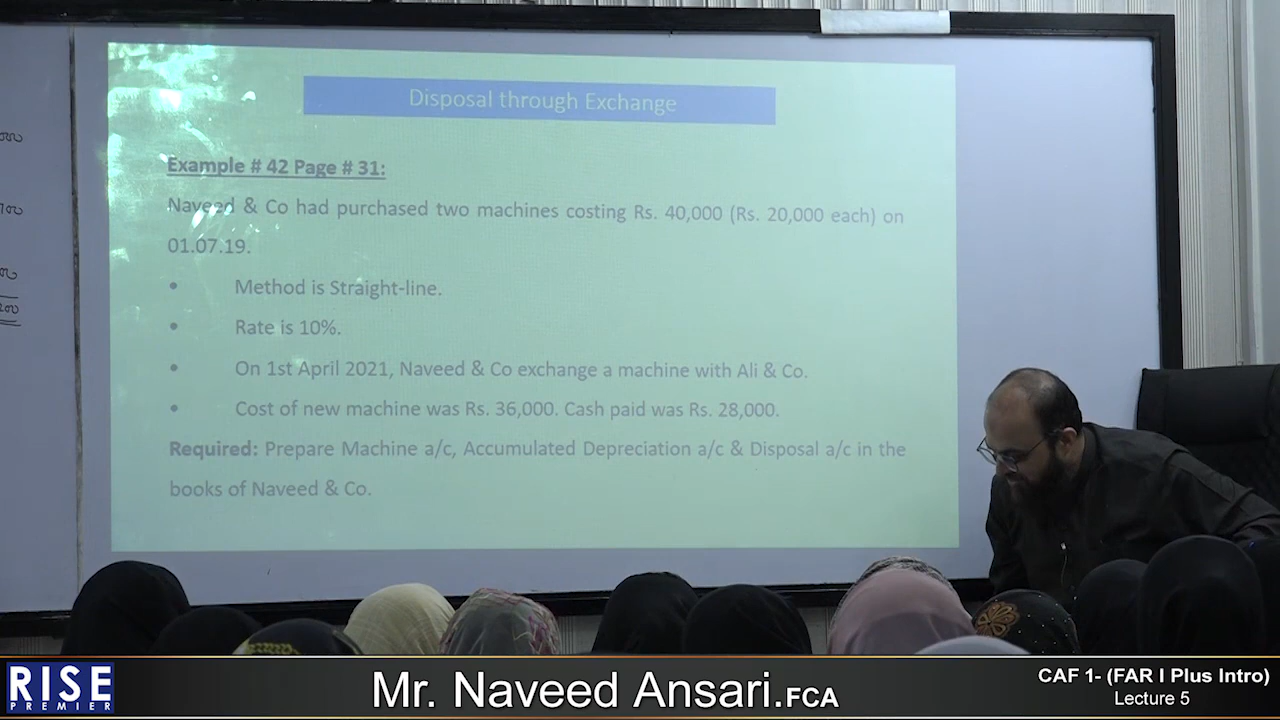 Disposal through Exchange
Example # 42 Page # 31:
Naveed & Co had purchased two machines costing Rs. 40,000 (Rs. 20,000 each) on
01.07.19.
• Method is Straight-line.
• Rate is 10%.
• On 1st April 2021, Naveed & Co exchange a machine with Ali & Co.
• Cost of new machine was Rs. 36,000. Cash paid was Rs. 28,000.
Required: Prepare Machine a/c, Accumulated Depreciation a/c & Disposal a/c in the
books of Naveed & Co.
RISE
PREMIER
Mr. Naveed Ansari.FCA
CAF 1- (FAR I Plus Intro)
Lecture 5